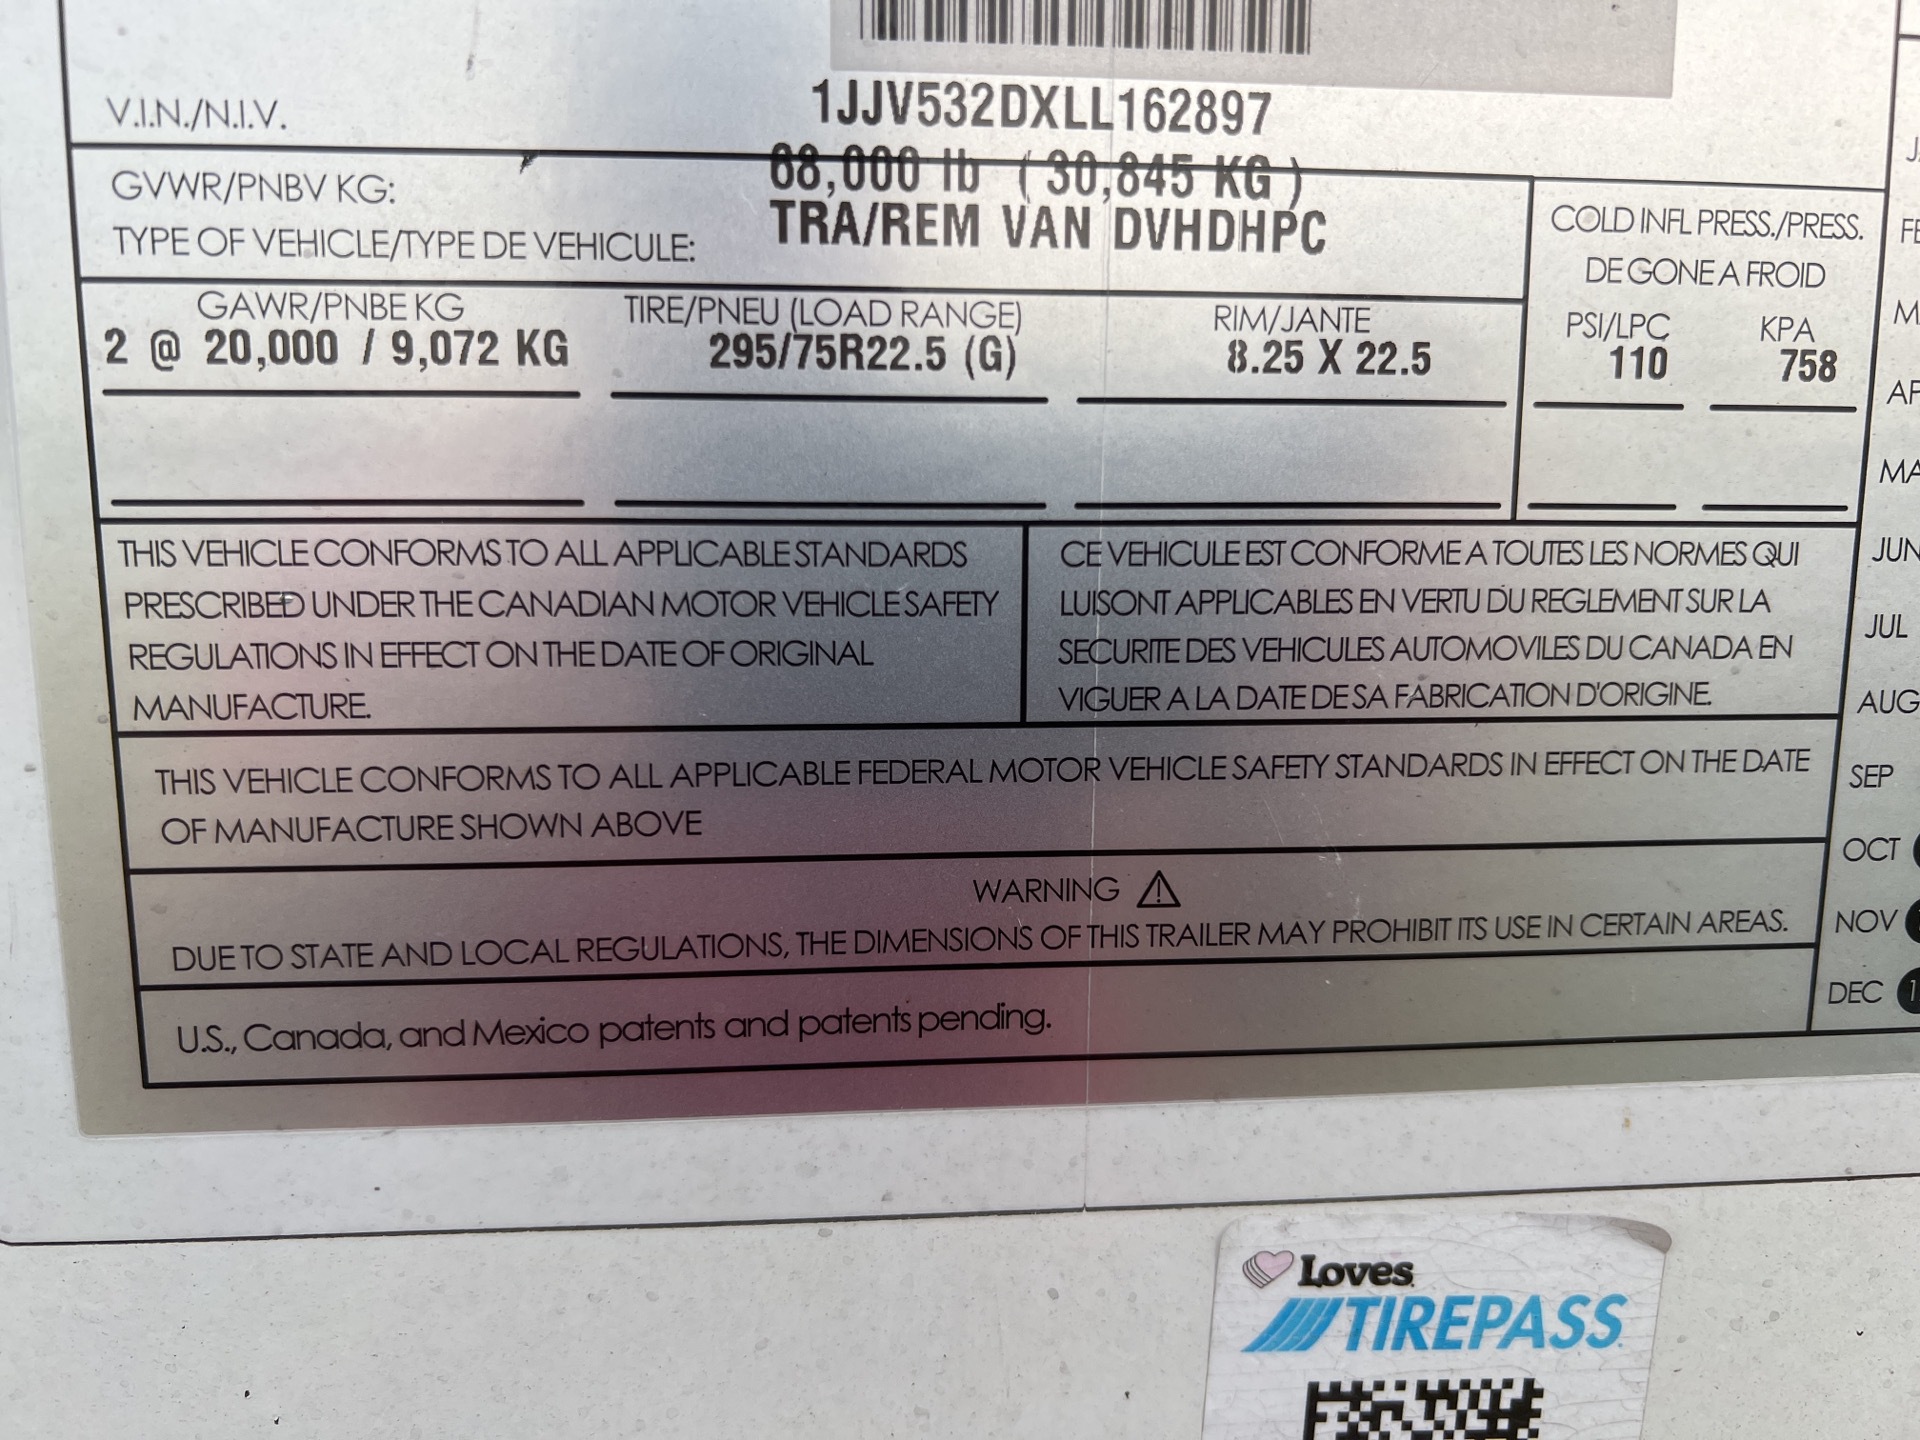 V.I.N./N.I.V. 1JJV532DXLL162897
GVWR/PNBV KG: 68,000 lb ( 30,845 KG )
TYPE OF VEHICLE/TYPE DE VEHICULE: TRA/REM VAN DVHDHPC
COLD INFL PRESS./PRESS.
DE GONE A FROID
GAWR/PNBE KG TIRE/PNEU (LOAD RANGE) RIM/JANTE PSI/LPC KPA
2 @ 20,000 / 9,072 KG 295/75R22.5 (G) 8.25 X 22.5 110 758
THIS VEHICLE CONFORMS TO ALL APPLICABLE STANDARDS
PRESCRIBED UNDER THE CANADIAN MOTOR VEHICLE SAFETY
REGULATIONS IN EFFECT ON THE DATE OF ORIGINAL
MANUFACTURE.
CE VEHICULE EST CONFORME A TOUTES LES NORMES QUI
LUISONT APPLICABLES EN VERTU DU REGLEMENT SUR LA
SECURITE DES VEHICULES AUTOMOVILES DU CANADA EN
VIGUER A LA DATE DE SA FABRICATION D'ORIGINE.
THIS VEHICLE CONFORMS TO ALL APPLICABLE FEDERAL MOTOR VEHICLE SAFETY STANDARDS IN EFFECT ON THE DATE
OF MANUFACTURE SHOWN ABOVE
WARNING
DUE TO STATE AND LOCAL REGULATIONS, THE DIMENSIONS OF THIS TRAILER MAY PROHIBIT ITS USE IN CERTAIN AREAS.
U.S., Canada, and Mexico patents and patents pending.
JUN
JUL
AUG
SEP
OCT
NOV
DEC
Loves
TIREPASS